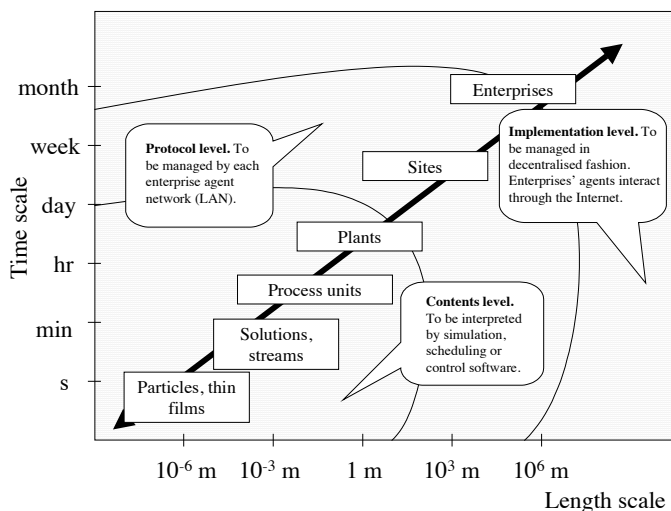 month
week
day
hr
min
s
Time scale
Enterprises
Sites
Plants
Process units
Solutions,
streams
Particles, thin
films
Protocol level. To
be managed by each
enterprise agent
network (LAN).
Implementation level. To
be managed in
decentralised fashion.
Enterprises' agents interact
through the Internet.
Contents level.
To be interpreted
by simulation,
scheduling or
control software.
10-6 m
10-3 m
1 m
103 m
106 m
Length scale